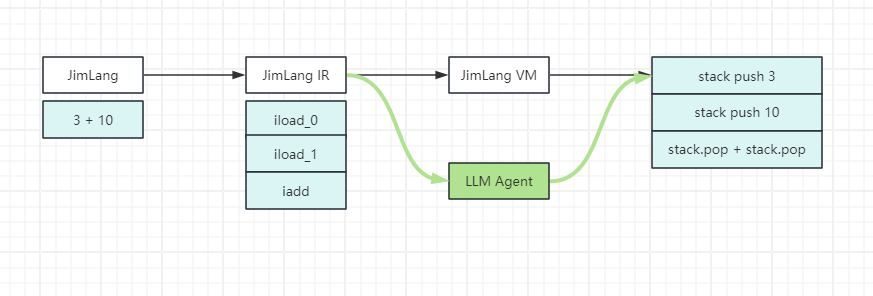 JimLang
JimLang IR
JimLang VM
stack push 3
3 + 10
iload_0
stack push 10
iload_1
stack.pop + stack.pop
iadd
LLM Agent